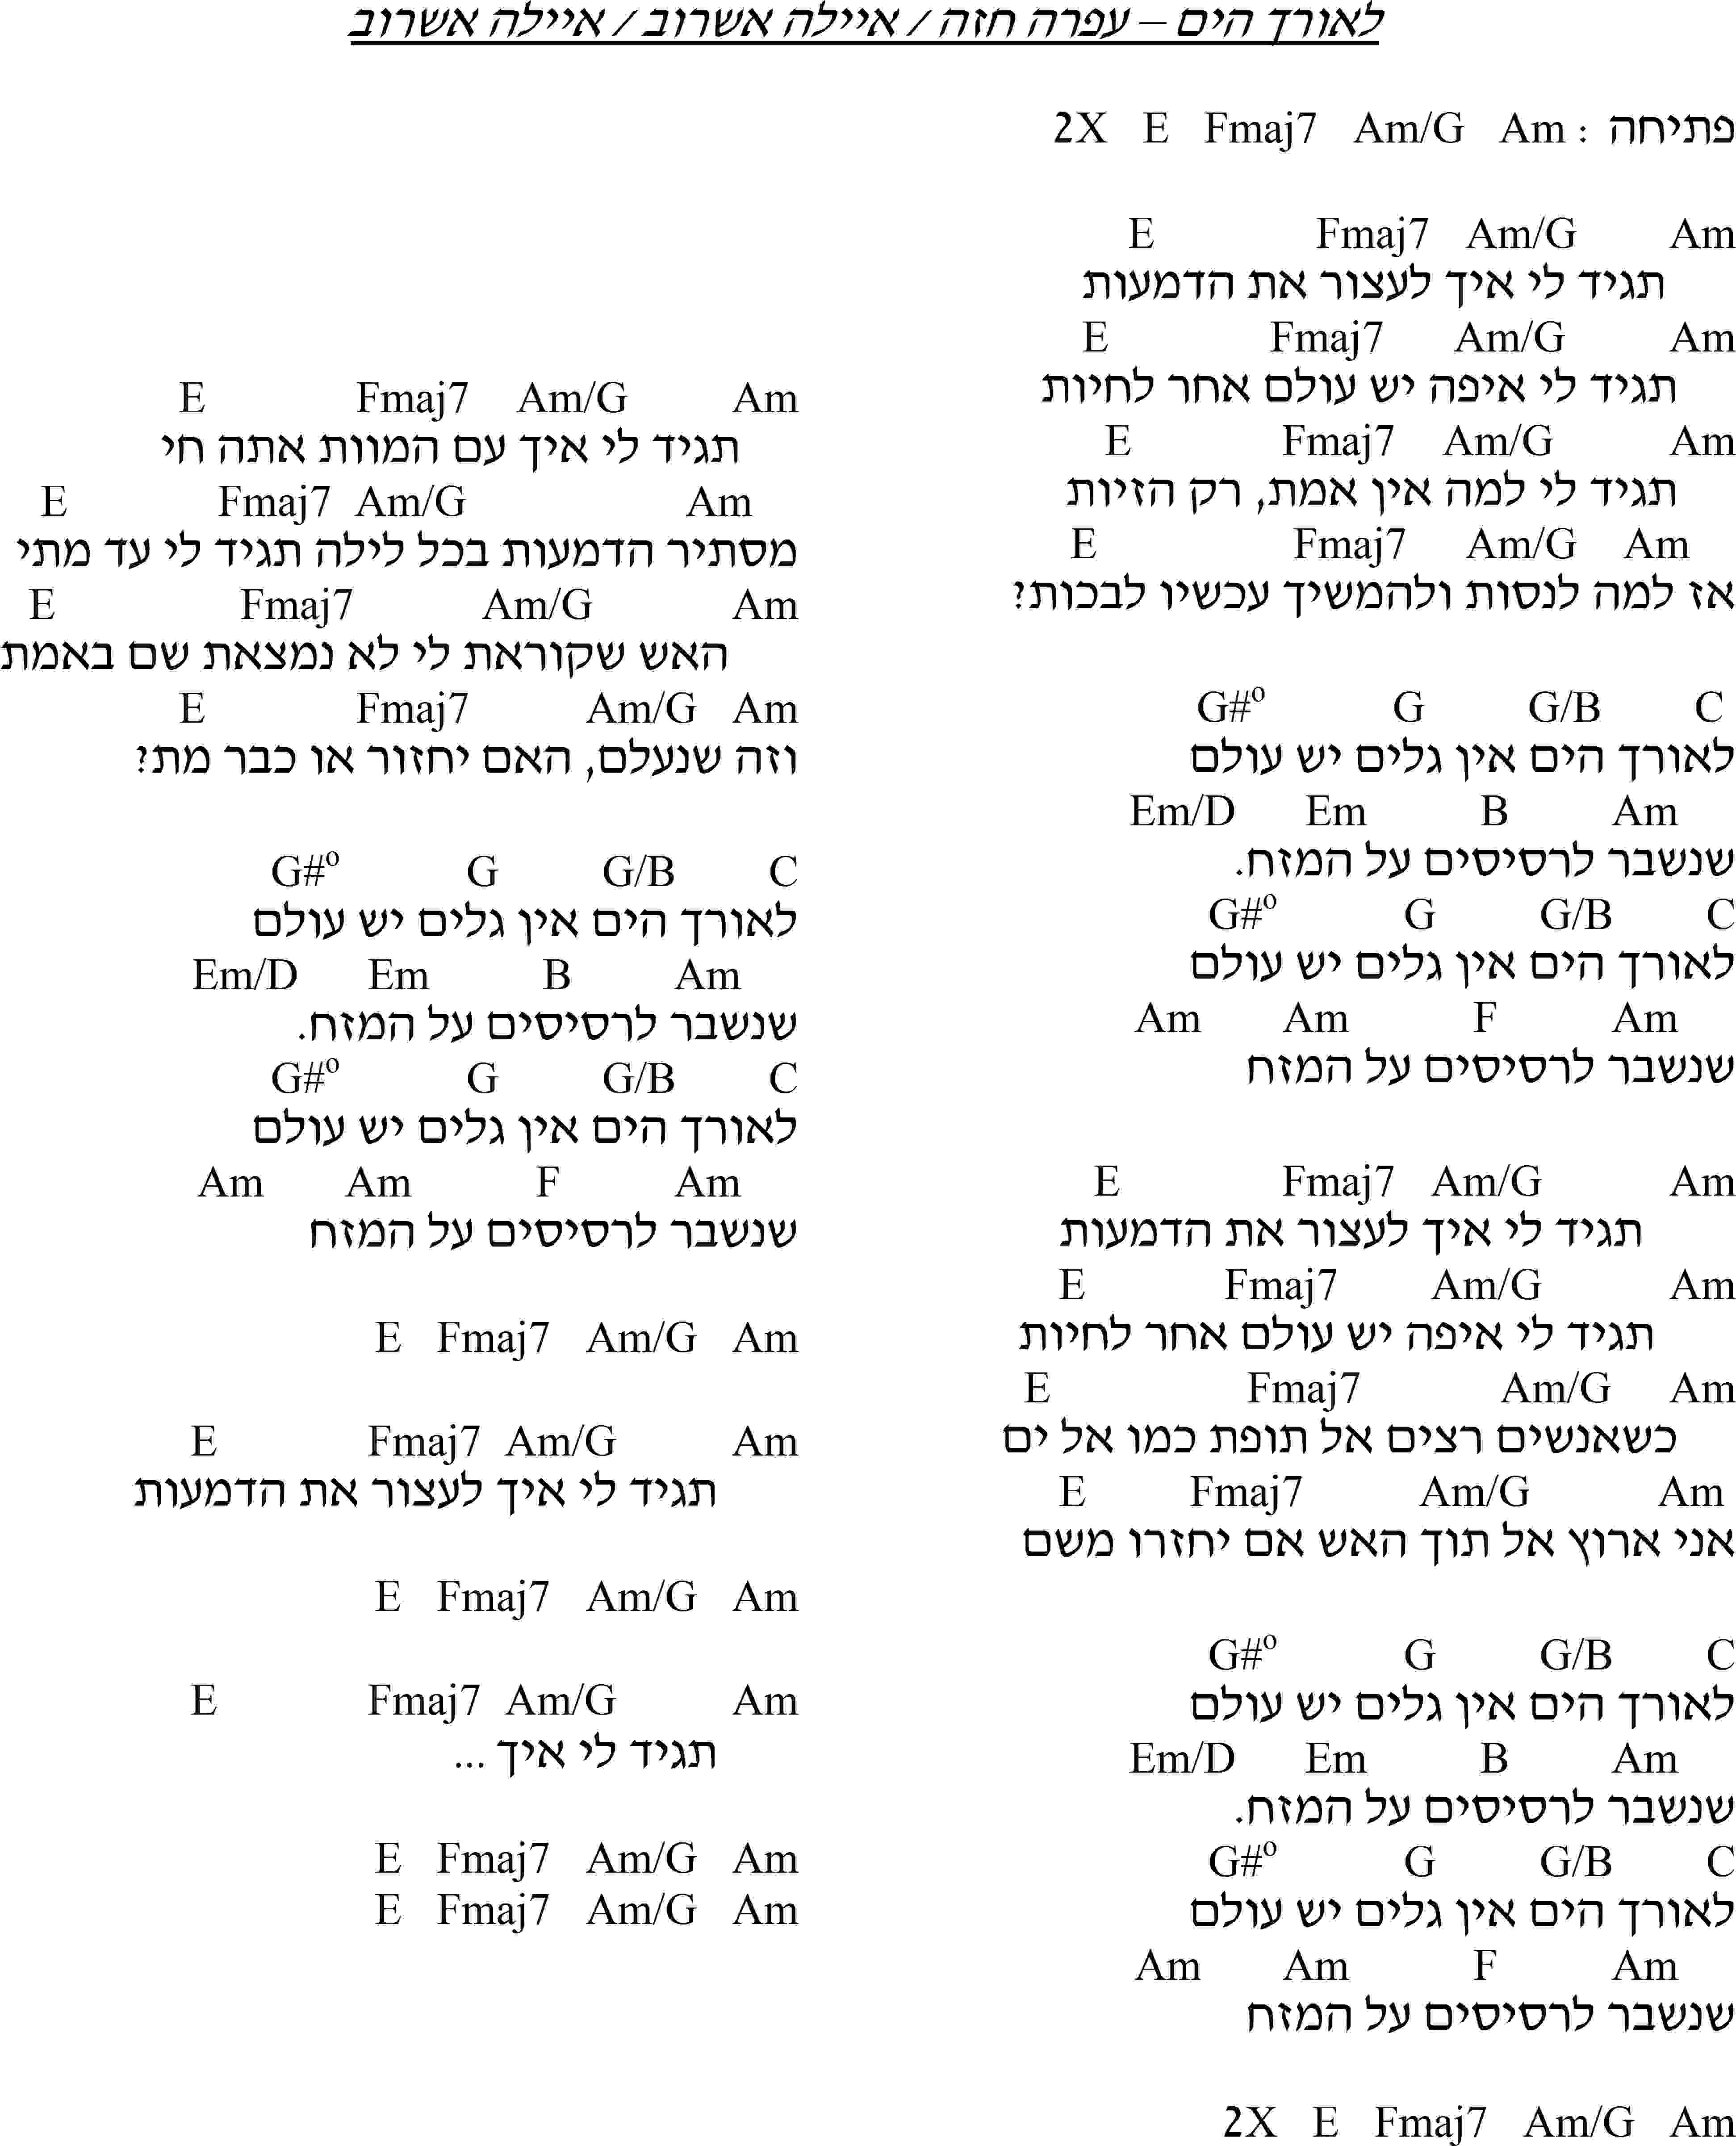 לאורך הים – עפרה חזה / איילה אשרוב / איילה אשרוב
פתיחה : 2X E Fmaj7 Am/G Am
E Fmaj7 Am/G Am
תגיד לי איך לעצור את הדמעות
E Fmaj7 Am/G Am
תגיד לי איפה יש עולם אחר לחיות
E Fmaj7 Am/G Am
תגיד לי למה אין אמת, רק הזיות
E Fmaj7 Am/G Am
אז למה לנסות ולהמשיך עכשיו לבכות?
G#º G G/B C
לאורך הים אין גלים יש עולם
Em/D Em B Am
שנשבר לרסיסים על המזח.
G#º G G/B C
לאורך הים אין גלים יש עולם
Am Am F Am
שנשבר לרסיסים על המזח
E Fmaj7 Am/G Am
תגיד לי איך לעצור את הדמעות
E Fmaj7 Am/G Am
תגיד לי איפה יש עולם אחר לחיות
E Fmaj7 Am/G Am
כשאנשים רצים אל תופת כמו אל ים
E Fmaj7 Am/G Am
אני ארוץ אל תוך האש אם יחזרו משם
G#º G G/B C
לאורך הים אין גלים יש עולם
Em/D Em B Am
שנשבר לרסיסים על המזח.
G#º G G/B C
לאורך הים אין גלים יש עולם
Am Am F Am
שנשבר לרסיסים על המזח
2X E Fmaj7 Am/G Am
E Fmaj7 Am/G Am
תגיד לי איך עם המוות אתה חי
E Fmaj7 Am/G Am
מסתיר הדמעות בכל לילה תגיד לי עד מתי
E Fmaj7 Am/G Am
האש שקוראת לי לא נמצאת שם באמת
E Fmaj7 Am/G Am
וזה שנעלם, האם יחזור או כבר מת?
G#º G G/B C
לאורך הים אין גלים יש עולם
Em/D Em B Am
שנשבר לרסיסים על המזח.
G#º G G/B C
לאורך הים אין גלים יש עולם
Am Am F Am
שנשבר לרסיסים על המזח
E Fmaj7 Am/G Am
E Fmaj7 Am/G Am
תגיד לי איך לעצור את הדמעות
E Fmaj7 Am/G Am
E Fmaj7 Am/G Am
תגיד לי איך ...
E Fmaj7 Am/G Am
E Fmaj7 Am/G Am